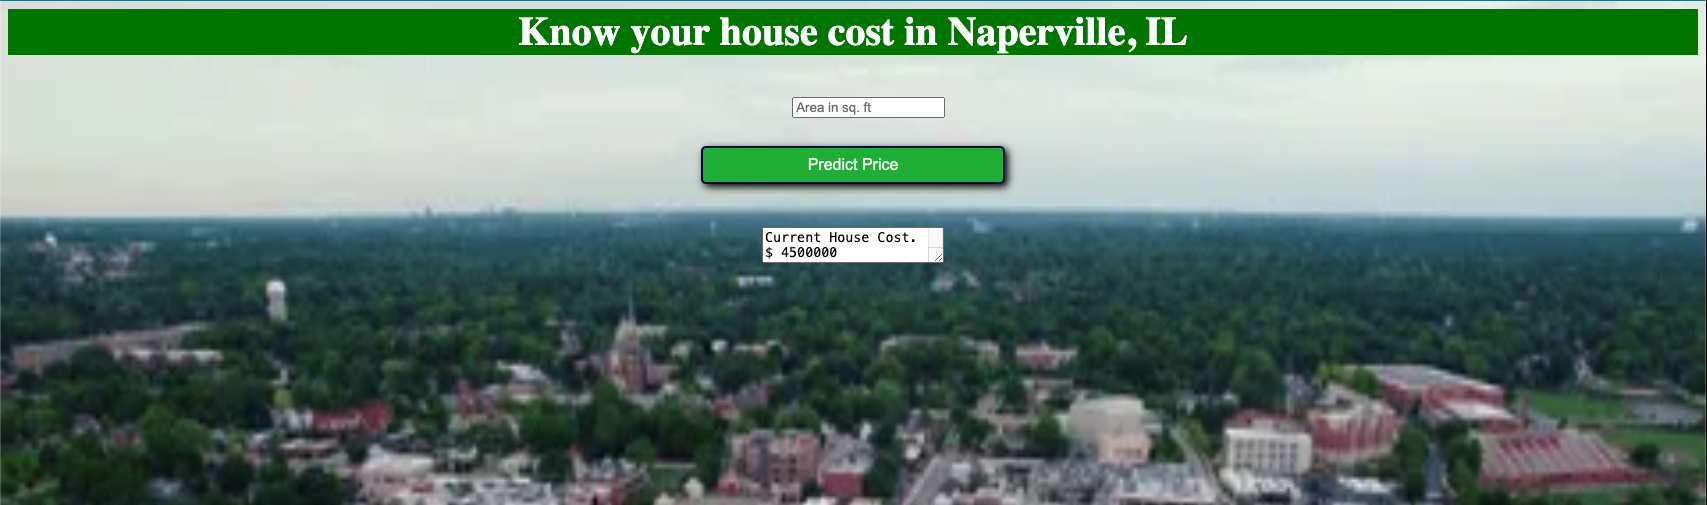 Know your house cost in Naperville, IL
Area in sq. ft
Predict Price
Current House Cost.
$ 4500000